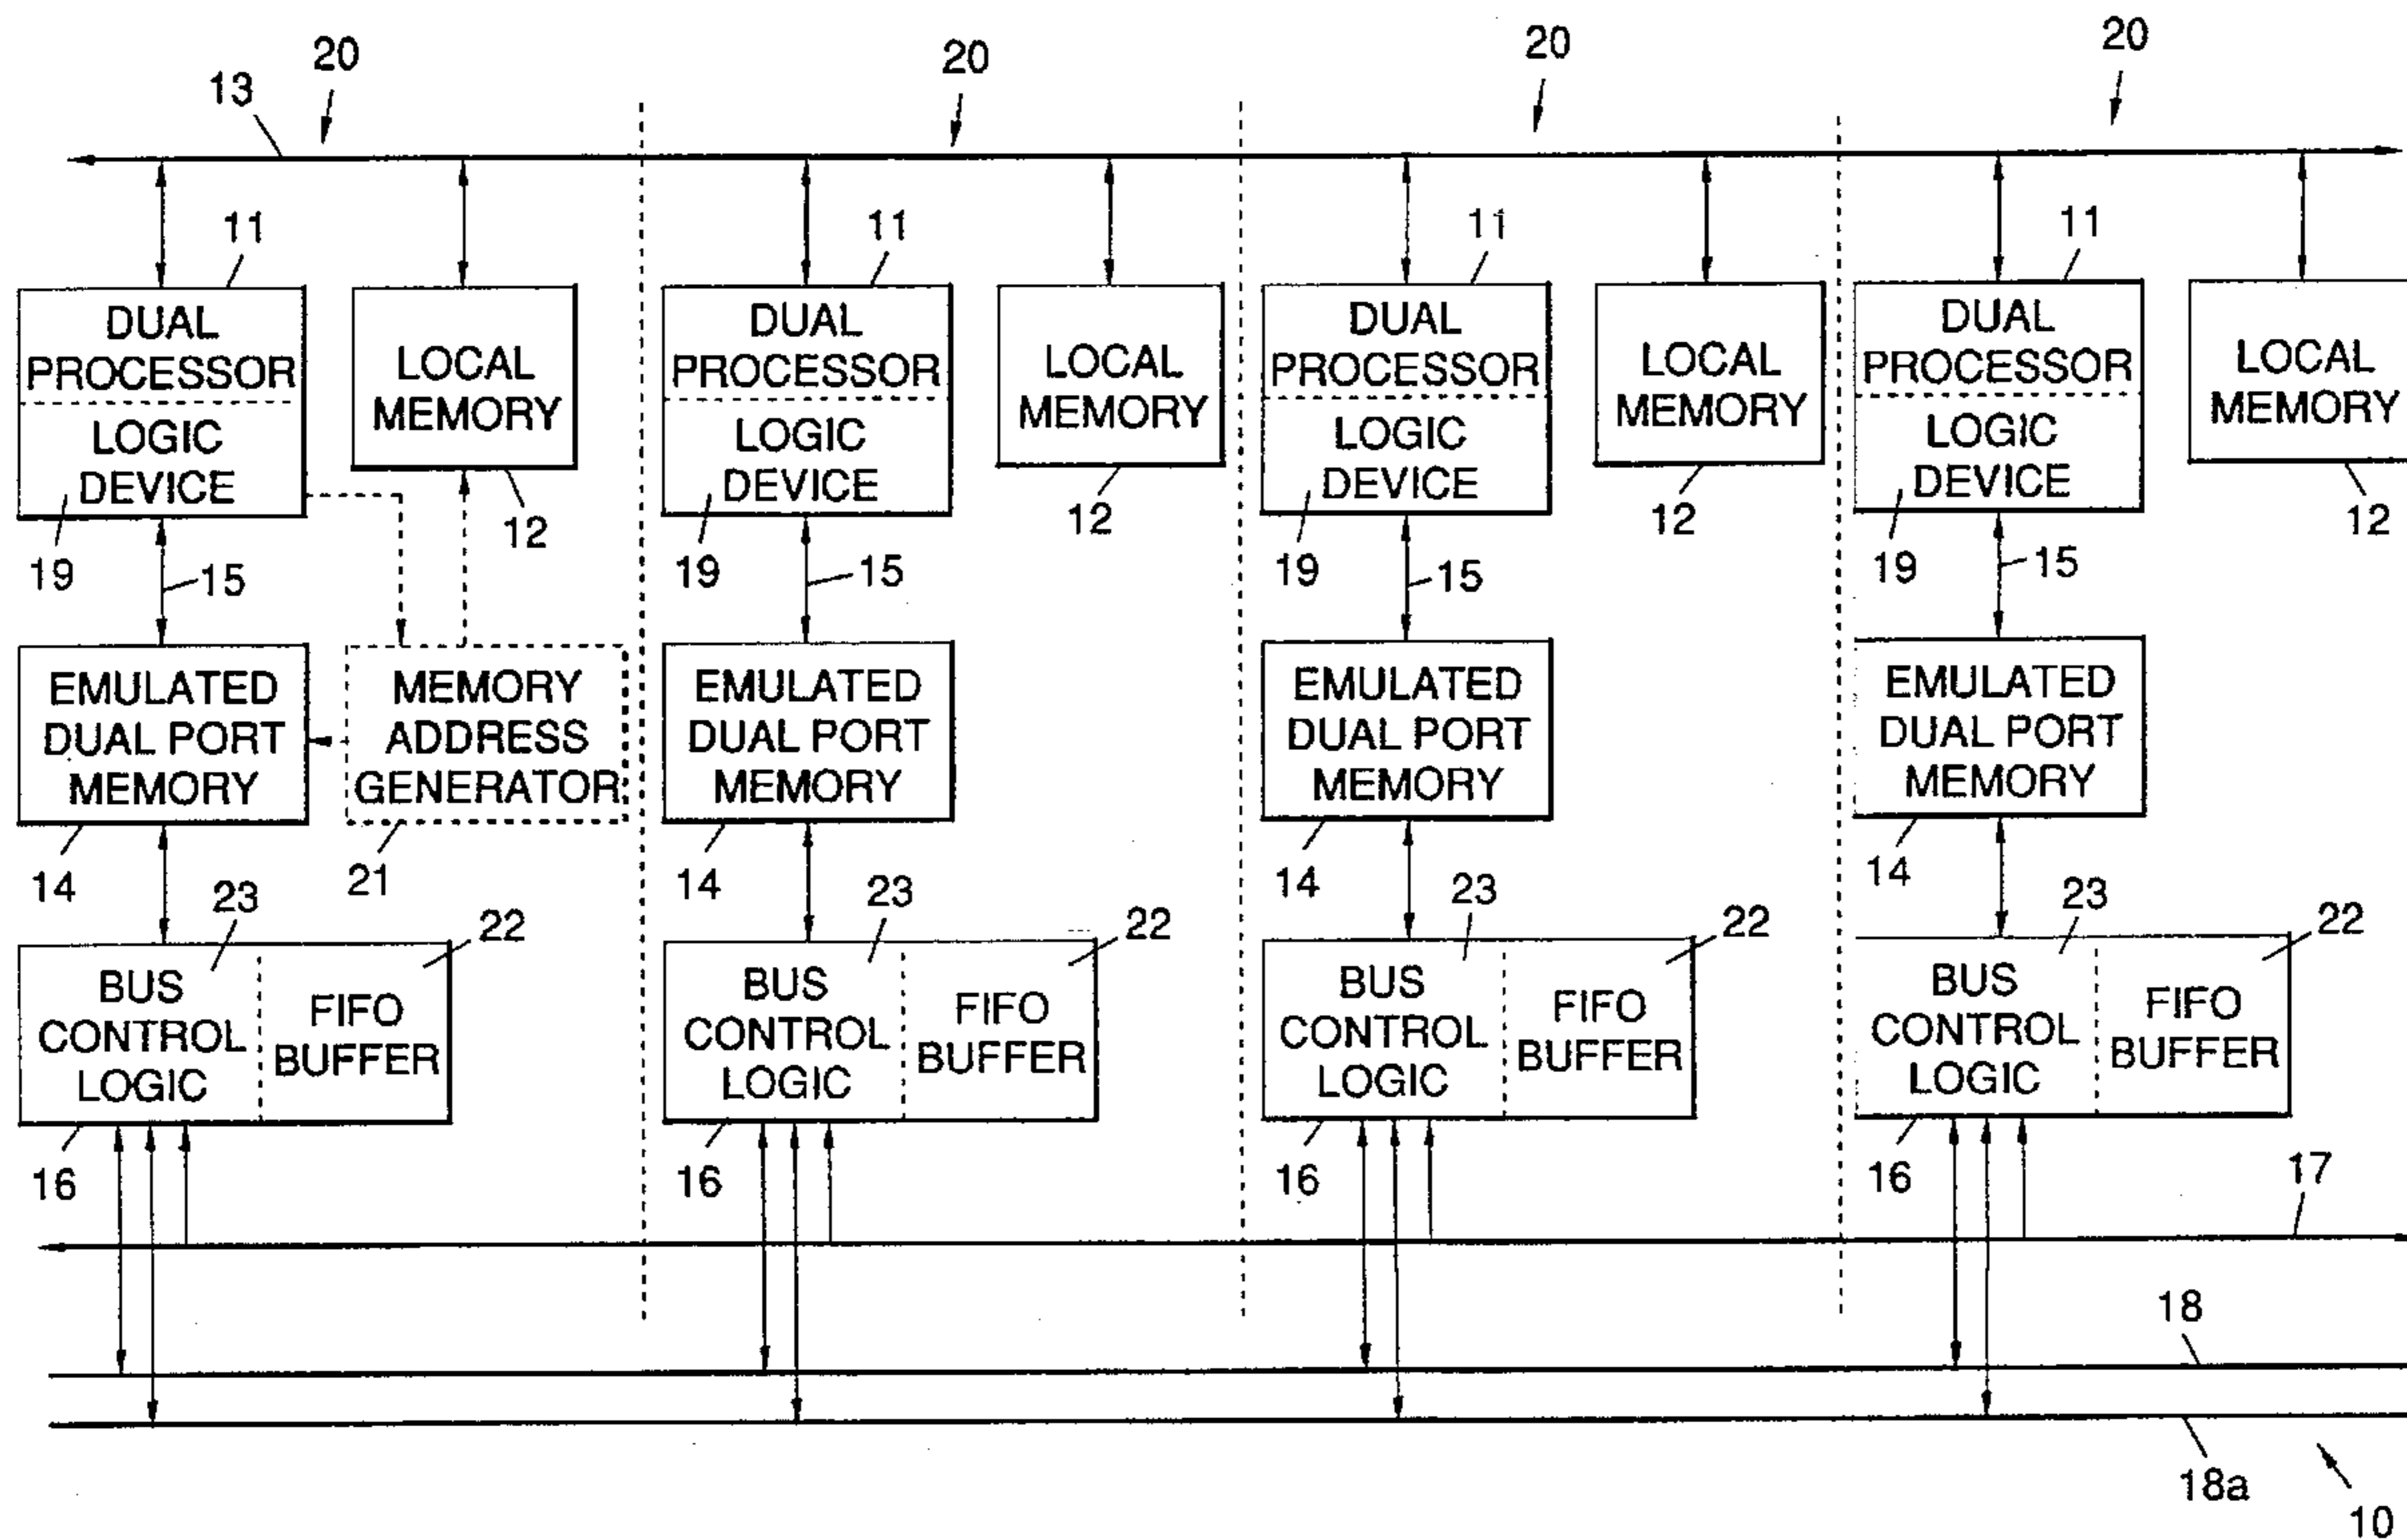 20
20
20
20
13
11
11
11
11
DUAL
PROCESSOR
LOGIC
DEVICE
LOCAL
MEMORY
DUAL
PROCESSOR
LOGIC
DEVICE
LOCAL
MEMORY
DUAL
PROCESSOR
LOGIC
DEVICE
LOCAL
MEMORY
DUAL
PROCESSOR
LOGIC
DEVICE
LOCAL
MEMORY
12
12
12
12
19
15
19
15
19
15
19
15
EMULATED
DUAL PORT
MEMORY
MEMORY
ADDRESS
GENERATOR
EMULATED
DUAL PORT
MEMORY
EMULATED
DUAL PORT
MEMORY
EMULATED
DUAL PORT
MEMORY
14
21
14
14
14
23
22
23
22
23
22
23
22
BUS
CONTROL
LOGIC
FIFO
BUFFER
BUS
CONTROL
LOGIC
FIFO
BUFFER
BUS
CONTROL
LOGIC
FIFO
BUFFER
BUS
CONTROL
LOGIC
FIFO
BUFFER
16
16
16
16
17
18
18a
10